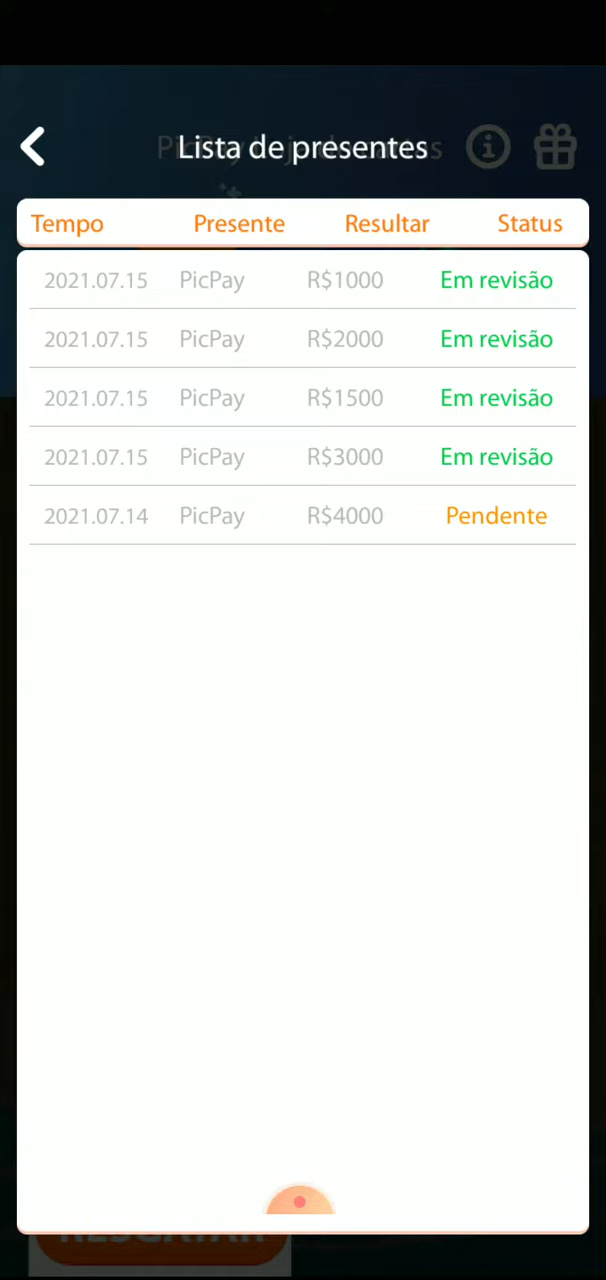 Lista de presentes
Tempo Presente Resultar Status
2021.07.15 PicPay R$1000 Em revisão
2021.07.15 PicPay R$2000 Em revisão
2021.07.15 PicPay R$1500 Em revisão
2021.07.15 PicPay R$3000 Em revisão
2021.07.14 PicPay R$4000 Pendente